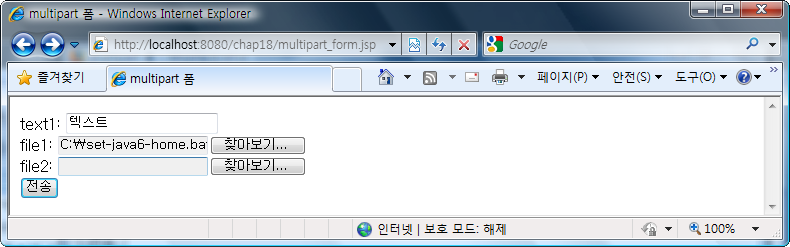 multipart 폼 - Windows Internet Explorer
http://localhost:8080/chap18/multipart_form.jsp
Google
즐겨찾기
multipart 폼
페이지(P)
안전(S)
도구(O)
text1: 텍스트
file1: C:₩set-java6-home.ba 찾아보기...
file2: 찾아보기...
전송
인터넷 | 보호 모드: 해제
100%